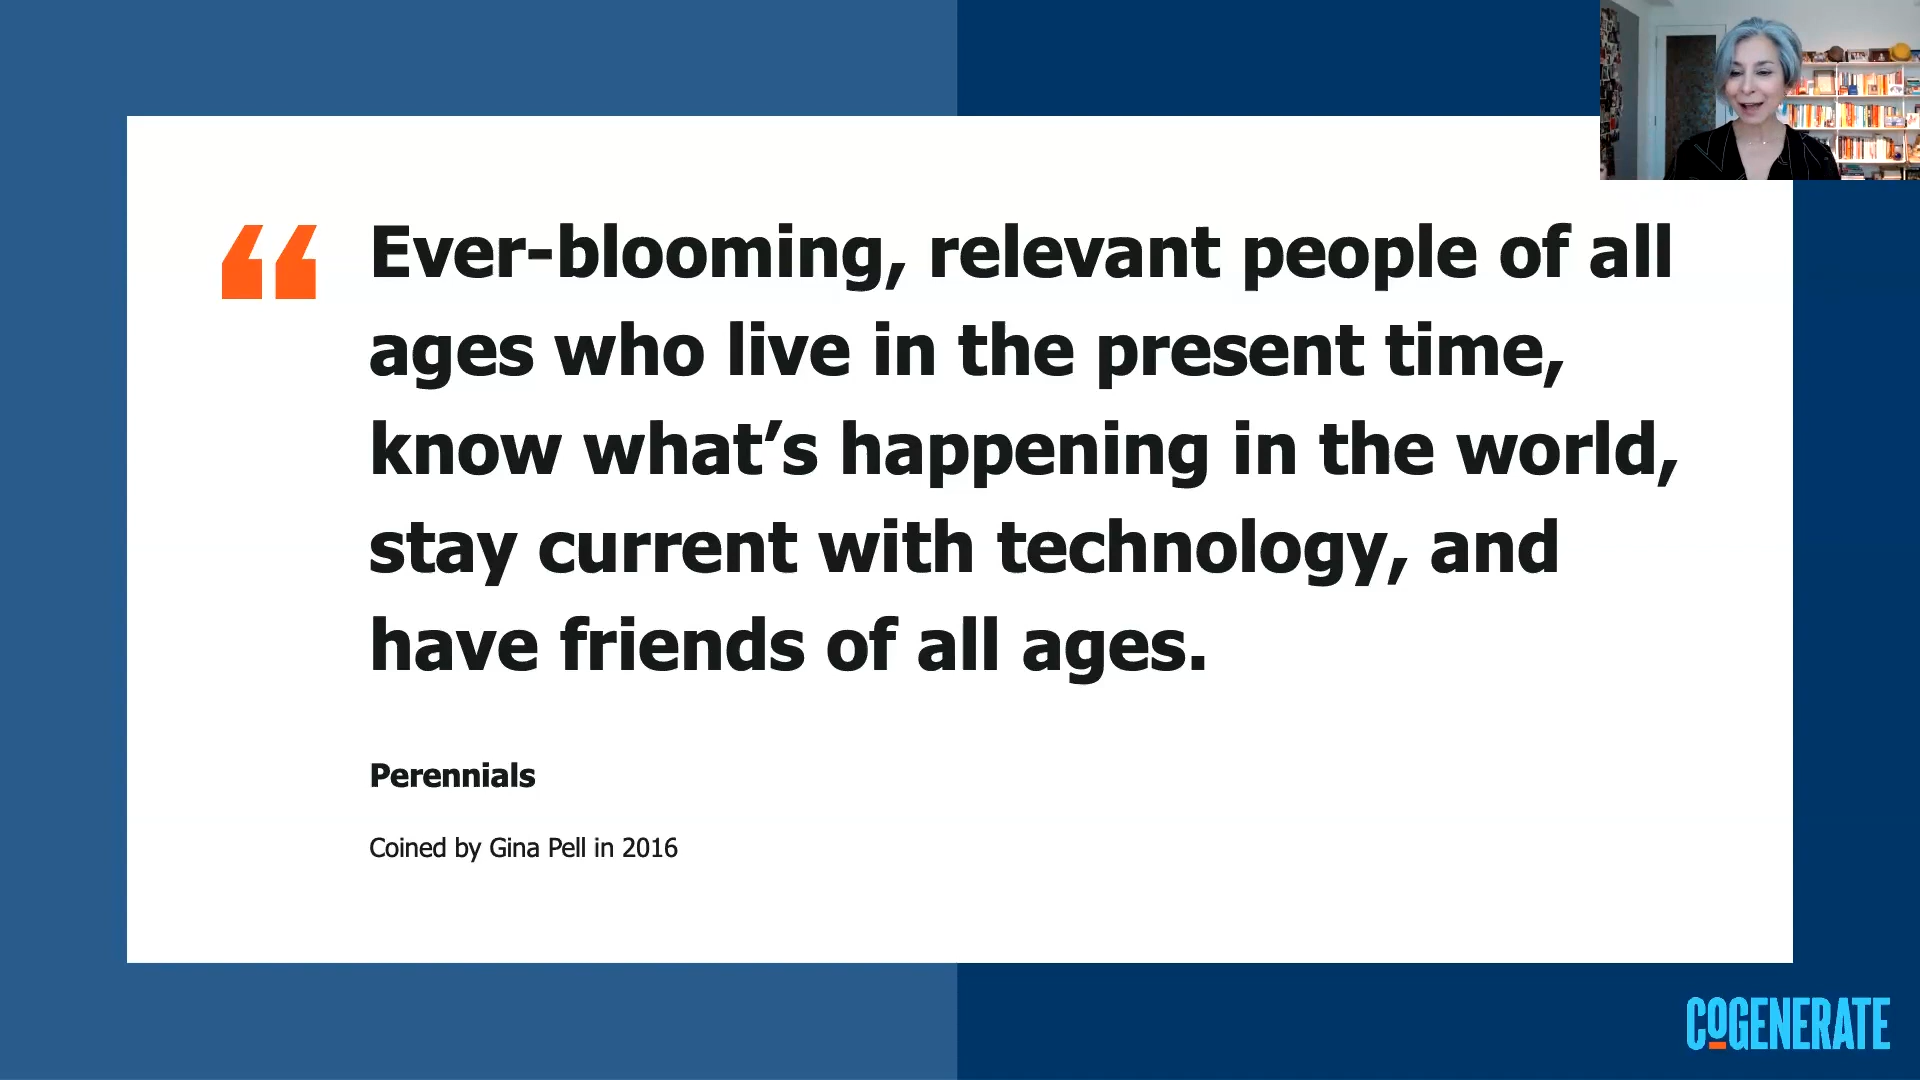 Ever-blooming, relevant people of all
ages who live in the present time,
know what’s happening in the world,
stay current with technology, and
have friends of all ages.
Perennials
Coined by Gina Pell in 2016
COGENERATE